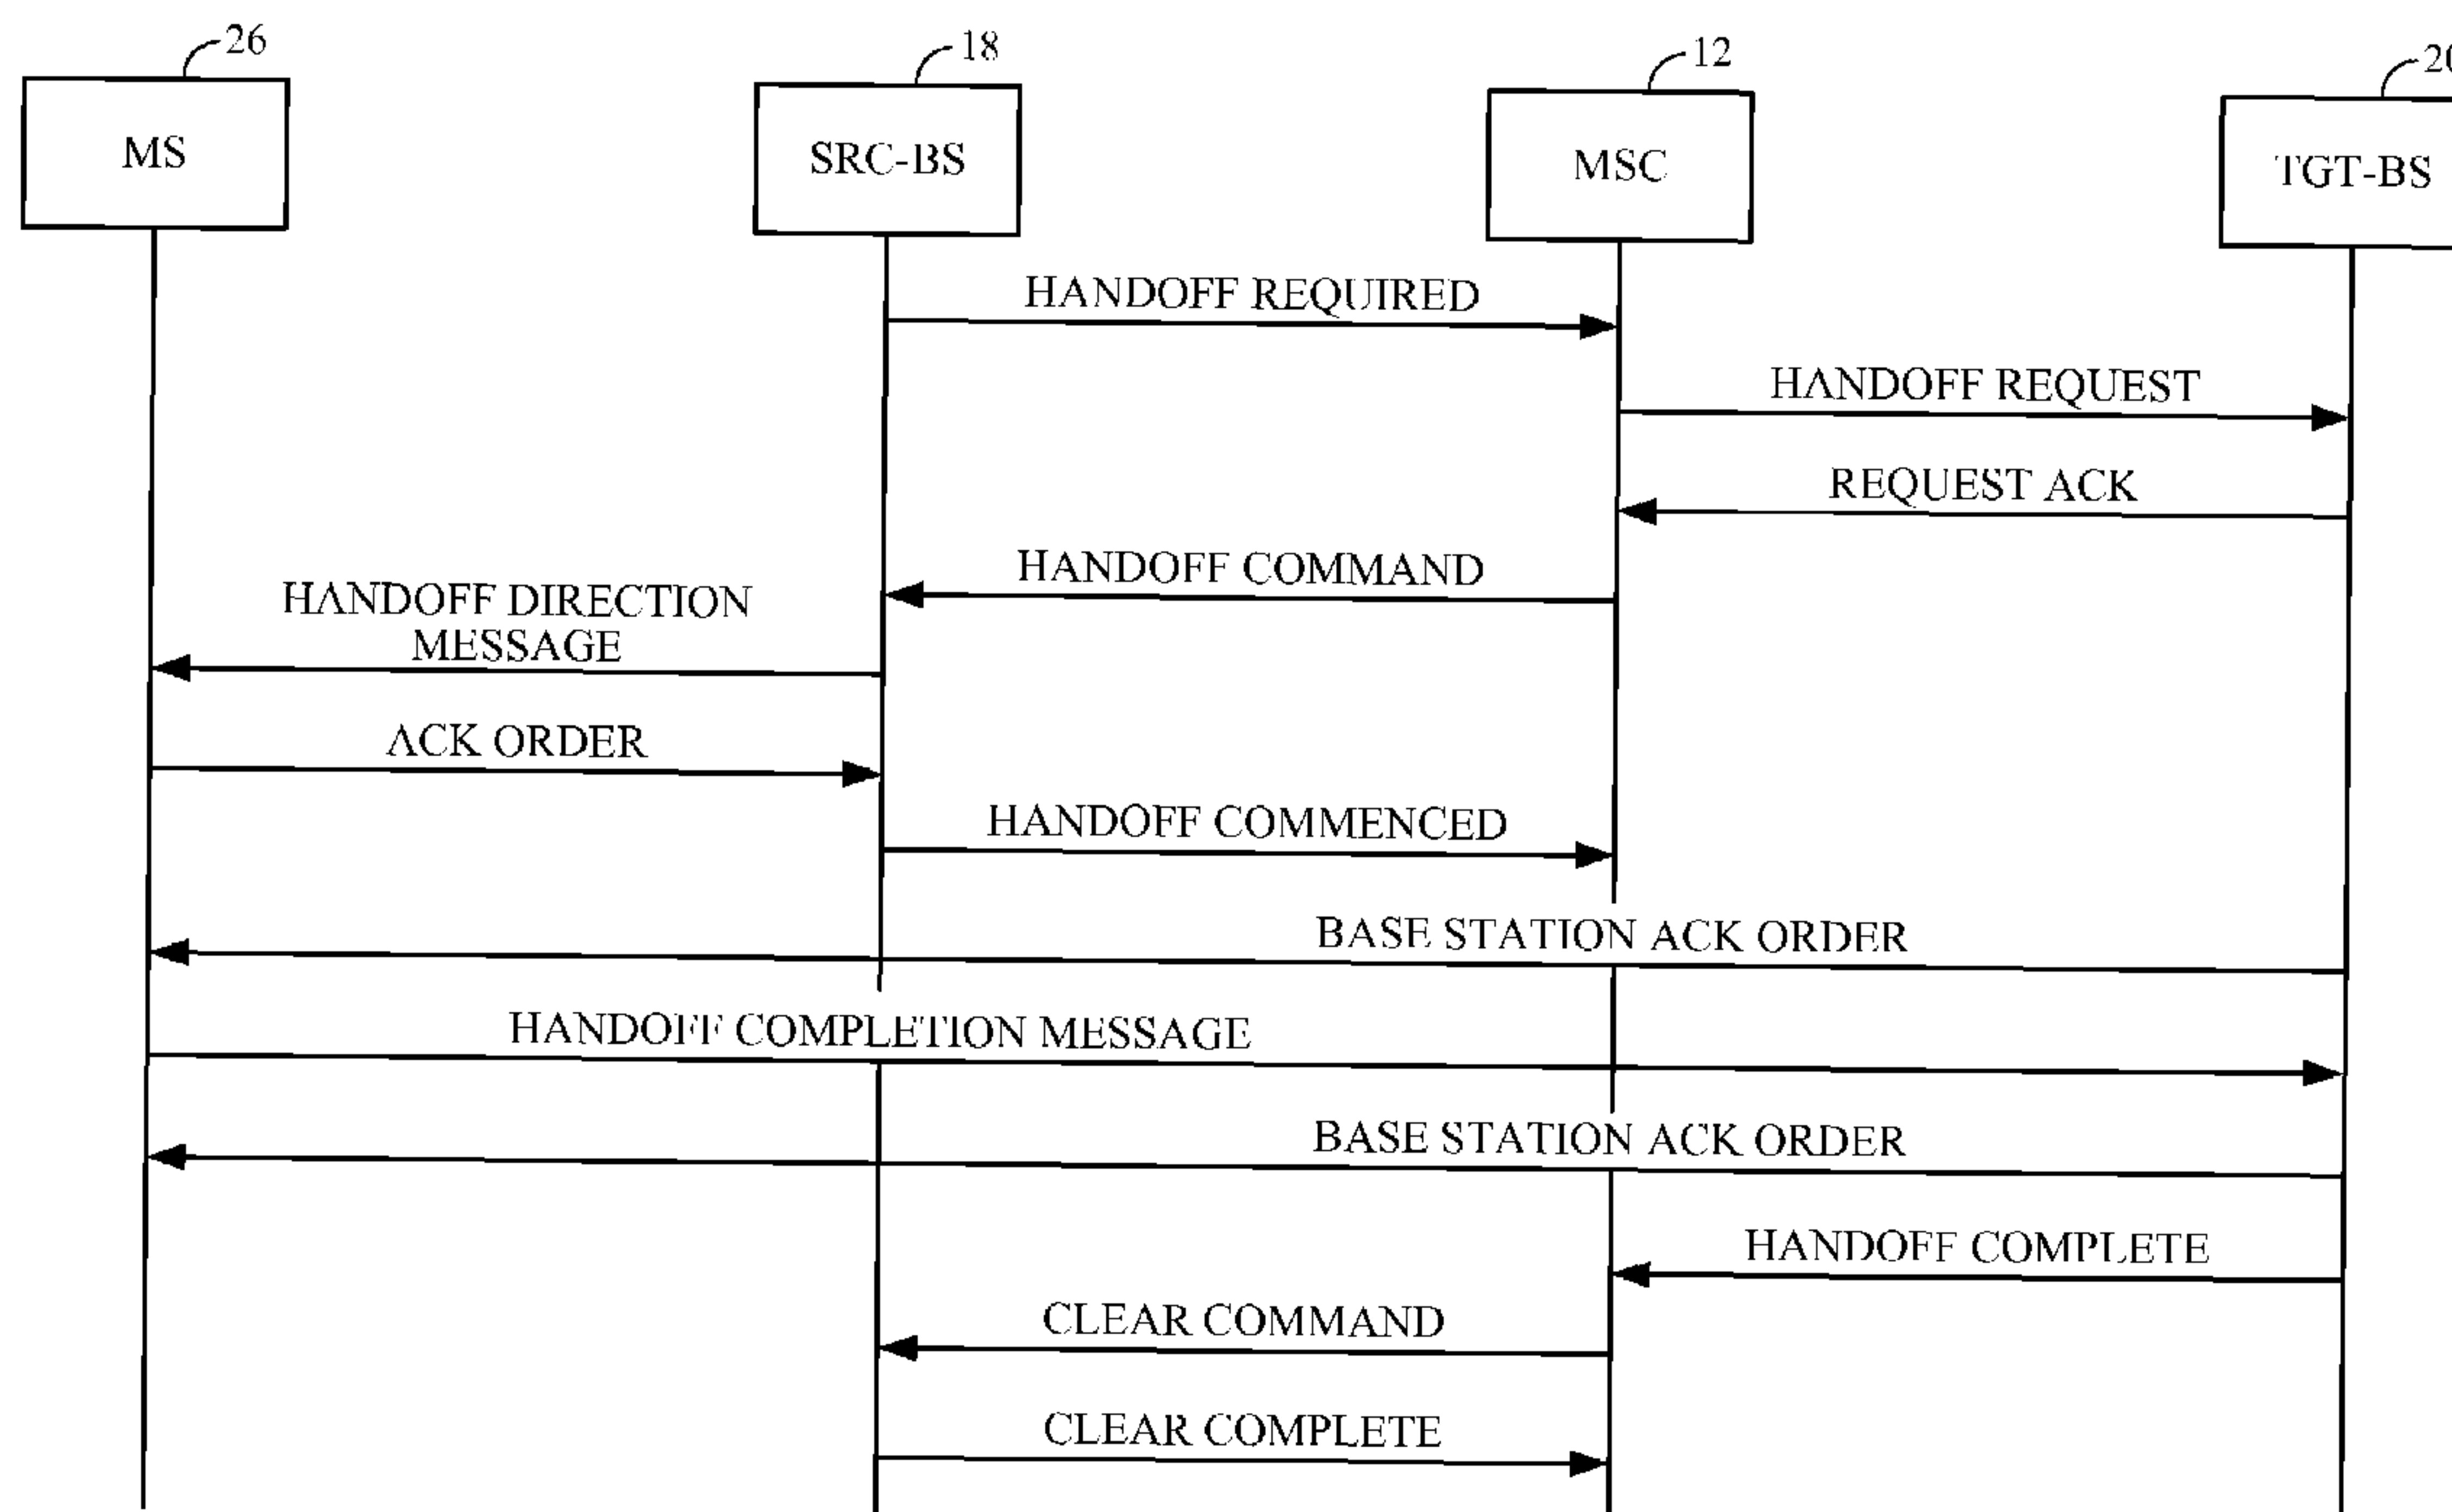 26
18
12
20
MS
SRC-BS
MSC
TGT-BS
HANDOFF REQUIRED
HANDOFF REQUEST
REQUEST ACK
HANDOFF COMMAND
HANDOFF DIRECTION
MESSAGE
ACK ORDER
HANDOFF COMMENCED
BASE STATION ACK ORDER
HANDOFF COMPLETION MESSAGE
BASE STATION ACK ORDER
HANDOFF COMPLETE
CLEAR COMMAND
CLEAR COMPLETE